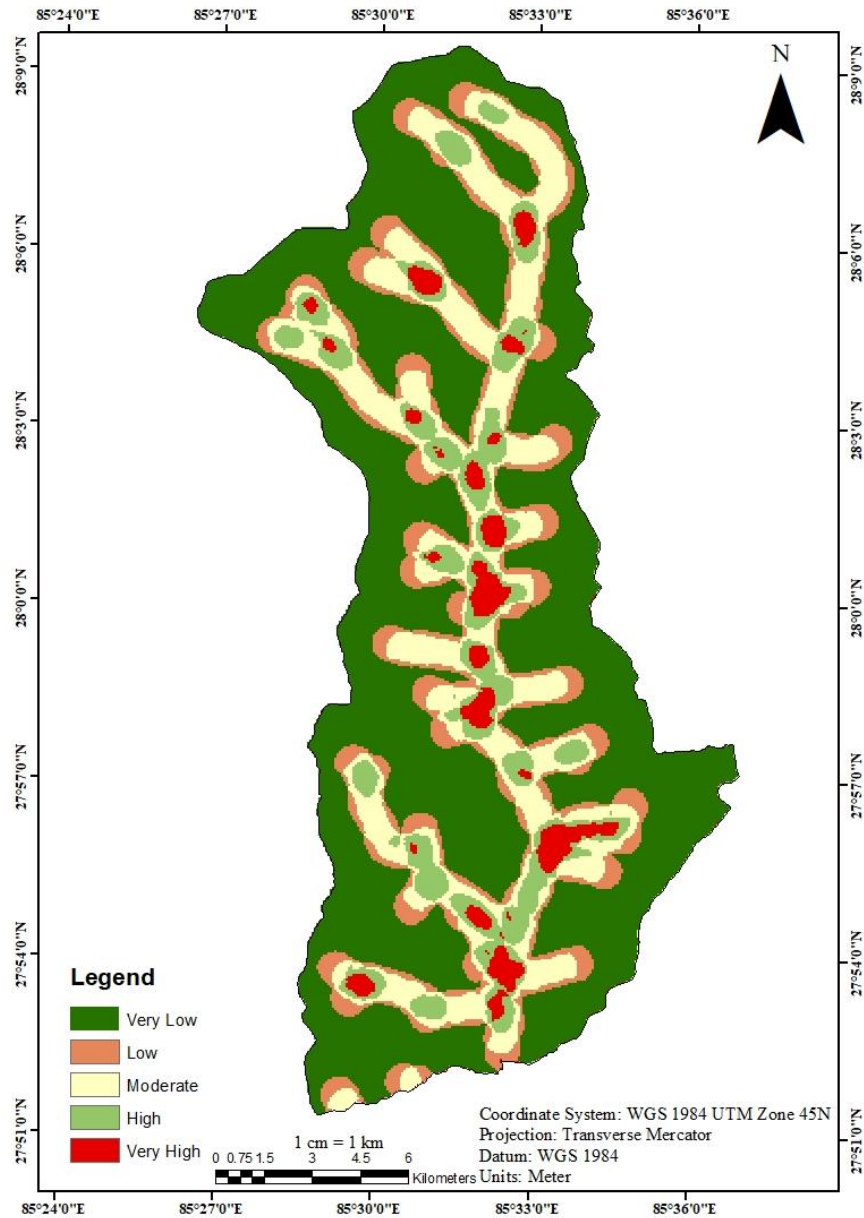 85°24'0"E 85°27'0"E 85°30'0"E 85°33'0"E 85°36'0"E
N
28°9'0"N 28°9'0"N
28°6'0"N 28°6'0"N
28°3'0"N 28°3'0"N
28°0'0"N 28°0'0"N
27°57'0"N 27°57'0"N
27°54'0"N 27°54'0"N
27°51'0"N 27°51'0"N
Legend
Very Low
Low
Moderate
High
Very High
1 cm = 1 km
0 0.75 1.5 3 4.5 6
Kilometers
Coordinate System: WGS 1984 UTM Zone 45N
Projection: Transverse Mercator
Datum: WGS 1984
Units: Meter
85°24'0"E 85°27'0"E 85°30'0"E 85°33'0"E 85°36'0"E